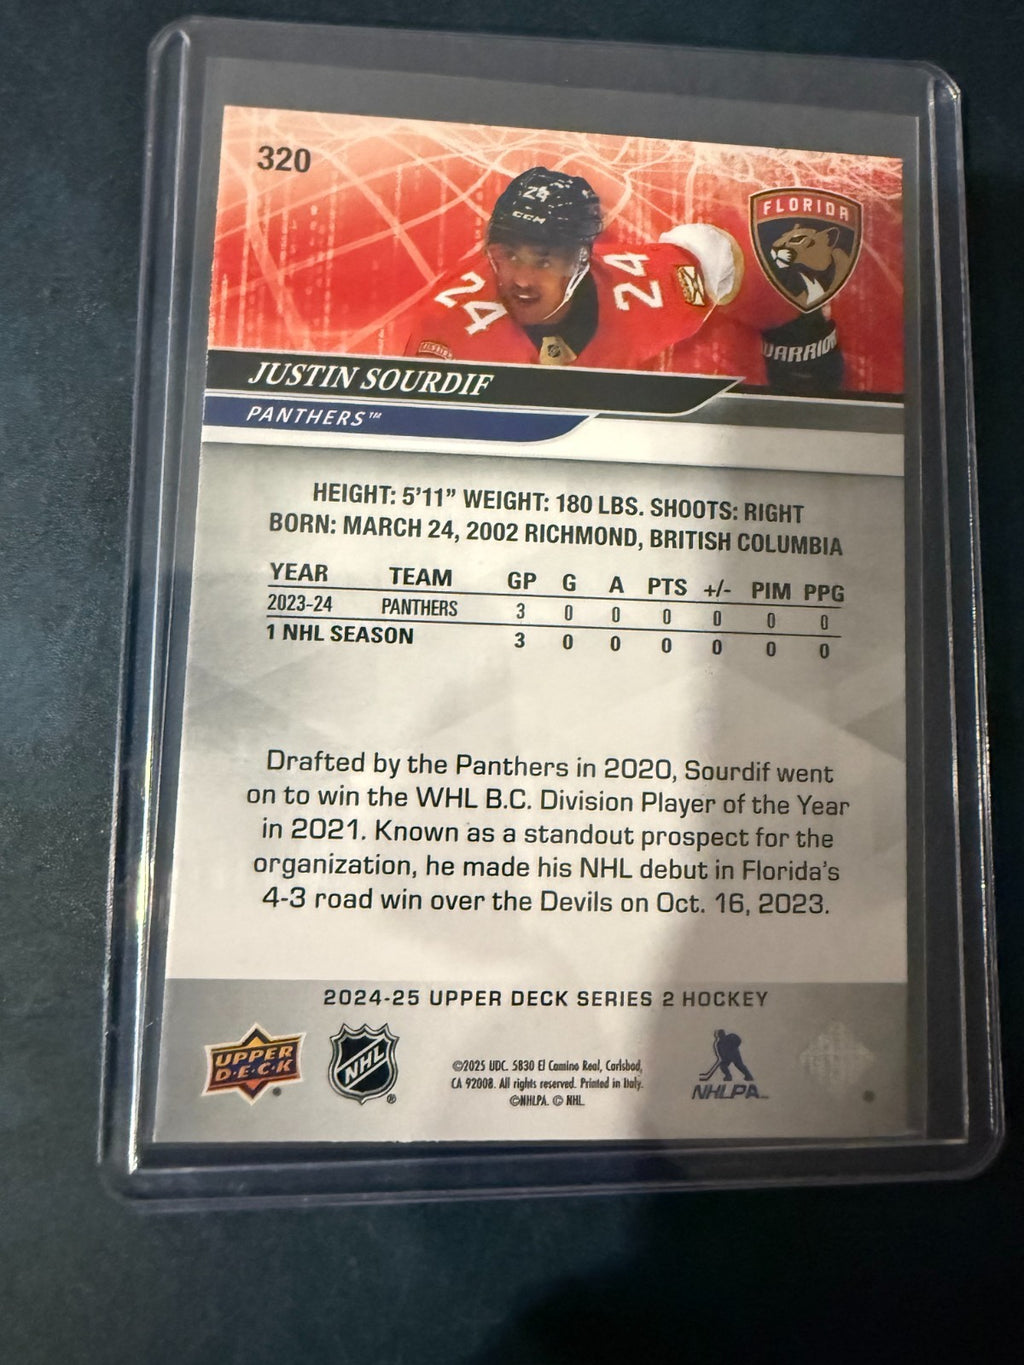 320
24
CCM
24
24
FLORIDA
WARRIOR
JUSTIN SOURDIF
PANTHERS™
HEIGHT: 5'11" WEIGHT: 180 LBS. SHOOTS: RIGHT
BORN: MARCH 24, 2002 RICHMOND, BRITISH COLUMBIA
YEAR TEAM GP G A PTS +/- PIM PPG
2023-24 PANTHERS 3 0 0 0 0 0 0
1 NHL SEASON 3 0 0 0 0 0 0
Drafted by the Panthers in 2020, Sourdif went
on to win the WHL B.C. Division Player of the Year
in 2021. Known as a standout prospect for the
organization, he made his NHL debut in Florida's
4-3 road win over the Devils on Oct. 16, 2023.
2024-25 UPPER DECK SERIES 2 HOCKEY
UPPER
D·E·C·K
NHL®
©2025 UDC. 5830 El Camino Real, Carlsbad,
CA 92008. All rights reserved. Printed in Italy.
©NHLPA. © NHL.
NHLPA™